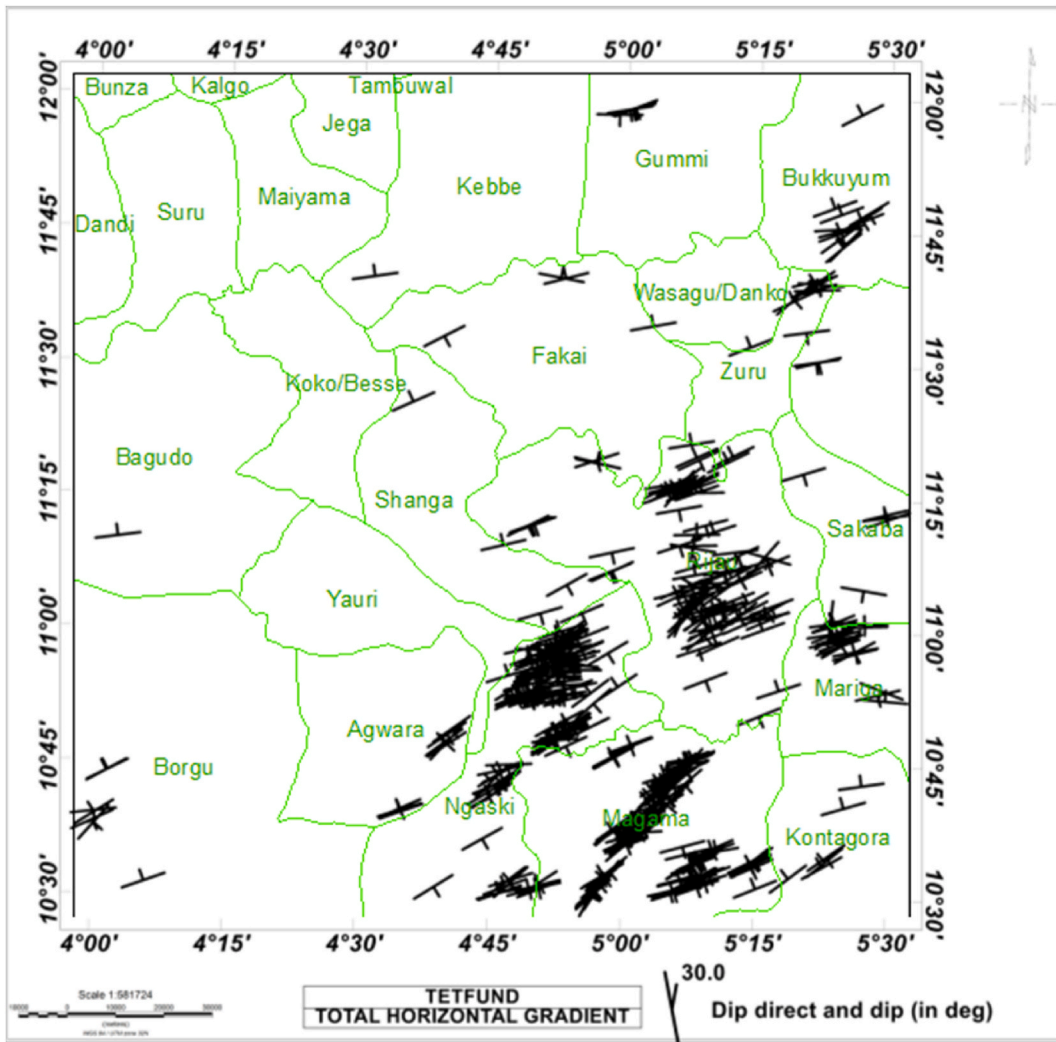 4°00' 4°15' 4°30' 4°45' 5°00' 5°15' 5°30'
12°00' 12°00'
Bunza Kalgo Tambuwal
Jega
Gummi
Bukkuyum
Kebbe
Maiyama
Suru
Dandi
11°45' 11°45'
Wasagu/Danko
Fakai
Zuru
11°30' 11°30'
Koko/Besse
Bagudo
Shanga
11°15' 11°15'
Sakaba
Rijau
Yauri
11°00' 11°00'
Mariga
Agwara
Borgu
10°45' 10°45'
Ngaski
Magama
Kontagora
10°30' 10°30'
4°00' 4°15' 4°30' 4°45' 5°00' 5°15' 5°30'
Scale 1:581724
0 10000 20000 30000
TETFUND
TOTAL HORIZONTAL GRADIENT
30.0
Dip direct and dip (in deg)